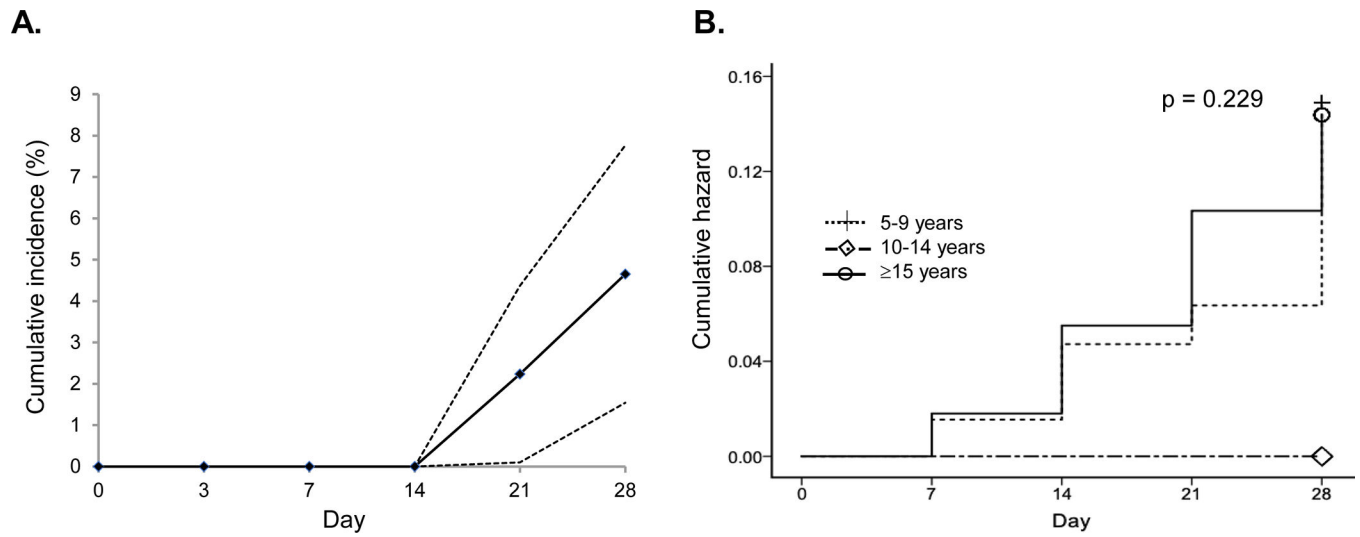 A.
9
8
7
6
5
4
3
2
1
0
Cumulative incidence (%)
0 3 7 14 21 28
Day
B.
0.16
0.12
0.08
0.04
0.00
Cumulative hazard
p = 0.229
5-9 years
10-14 years
≥15 years
0 7 14 21 28
Day